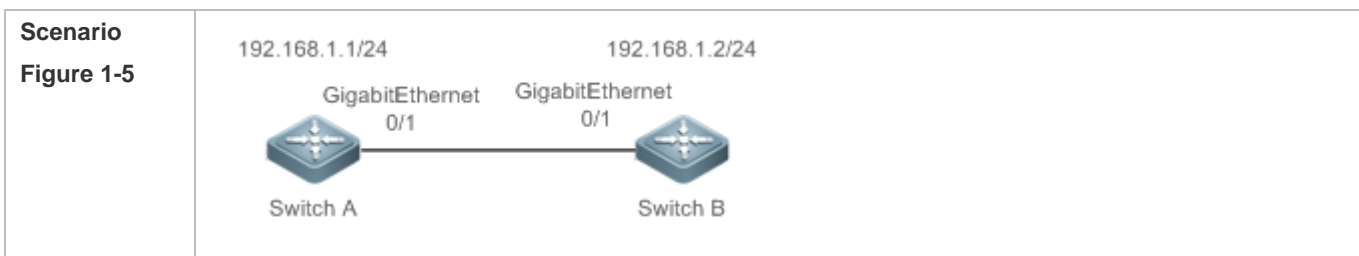 Scenario
Figure 1-5
192.168.1.1/24
192.168.1.2/24
GigabitEthernet
0/1
GigabitEthernet
0/1
Switch A
Switch B